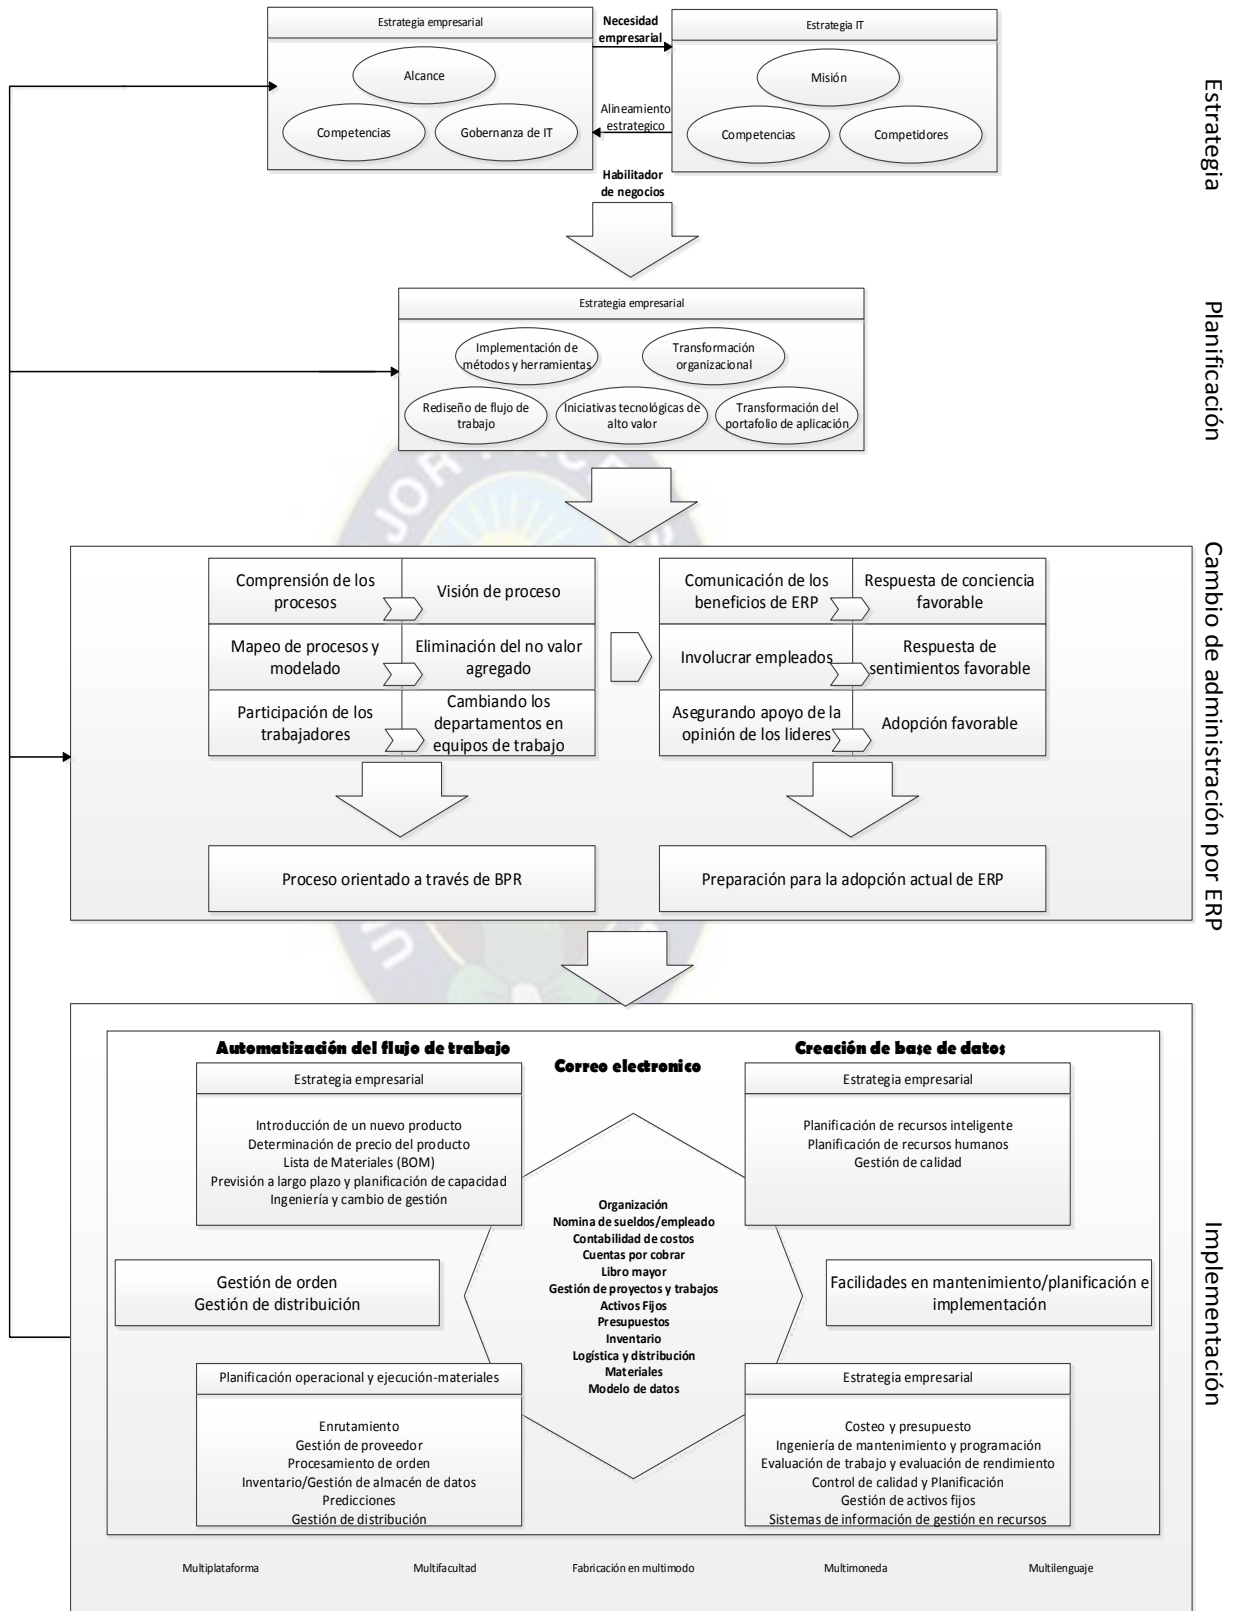 Estrategia empresarial
Necesidad
empresarial
Estrategia IT
Alcance
Competencias
Gobernanza de IT
Misión
Competencias
Competidores
Alineamiento
estrategico
Habilitador
de negocios
Estrategia
Estrategia empresarial
Implementación de
métodos y herramientas
Transformación
organizacional
Rediseño de flujo de
trabajo
Iniciativas tecnológicas de
alto valor
Transformación del
portafolio de aplicación
Planificación
Comprensión de los
procesos
Visión de proceso
Mapeo de procesos y
modelado
Eliminación del no valor
agregado
Participación de los
trabajadores
Cambiando los
departamentos en
equipos de trabajo
Comunicación de los
beneficios de ERP
Respuesta de conciencia
favorable
Involucrar empleados
Respuesta de
sentimientos favorable
Asegurando apoyo de la
opinión de los lideres
Adopción favorable
Proceso orientado a través de BPR
Preparación para la adopción actual de ERP
Cambio de administración por ERP
Automatización del flujo de trabajo
Correo electronico
Creación de base de datos
Estrategia empresarial
Introducción de un nuevo producto
Determinación de precio del producto
Lista de Materiales (BOM)
Previsión a largo plazo y planificación de capacidad
Ingeniería y cambio de gestión
Estrategia empresarial
Planificación de recursos inteligente
Planificación de recursos humanos
Gestión de calidad
Organización
Nomina de sueldos/empleado
Contabilidad de costos
Cuentas por cobrar
Libro mayor
Gestión de proyectos y trabajos
Activos Fijos
Presupuestos
Inventario
Logística y distribución
Materiales
Modelo de datos
Gestión de orden
Gestión de distribuición
Facilidades en mantenimiento/planificación e
implementación
Planificación operacional y ejecución-materiales
Enrutamiento
Gestión de proveedor
Procesamiento de orden
Inventario/Gestión de almacén de datos
Predicciones
Gestión de distribución
Estrategia empresarial
Costeo y presupuesto
Ingeniería de mantenimiento y programación
Evaluación de trabajo y evaluación de rendimiento
Control de calidad y Planificación
Gestión de activos fijos
Sistemas de información de gestión en recursos
Implementación
Multiplataforma
Multifacultad
Fabricación en multimodo
Multimoneda
Multilenguaje